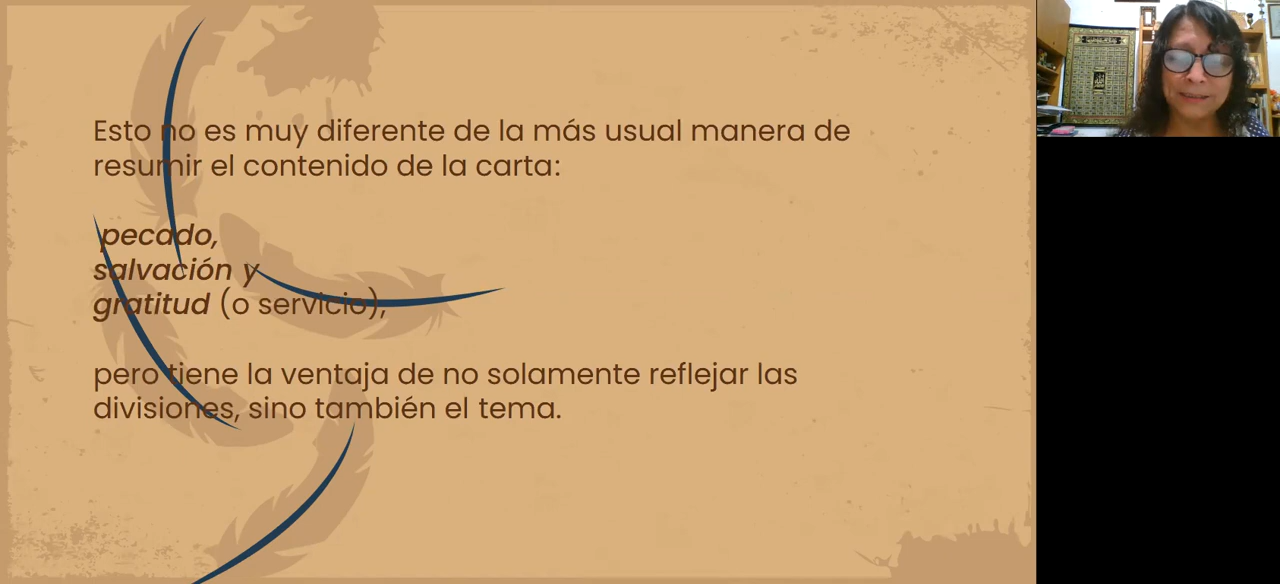 Esto no es muy diferente de la más usual manera de
resumir el contenido de la carta:
pecado,
salvación y
gratitud (o servicio),
pero tiene la ventaja de no solamente reflejar las
divisiones, sino también el tema.